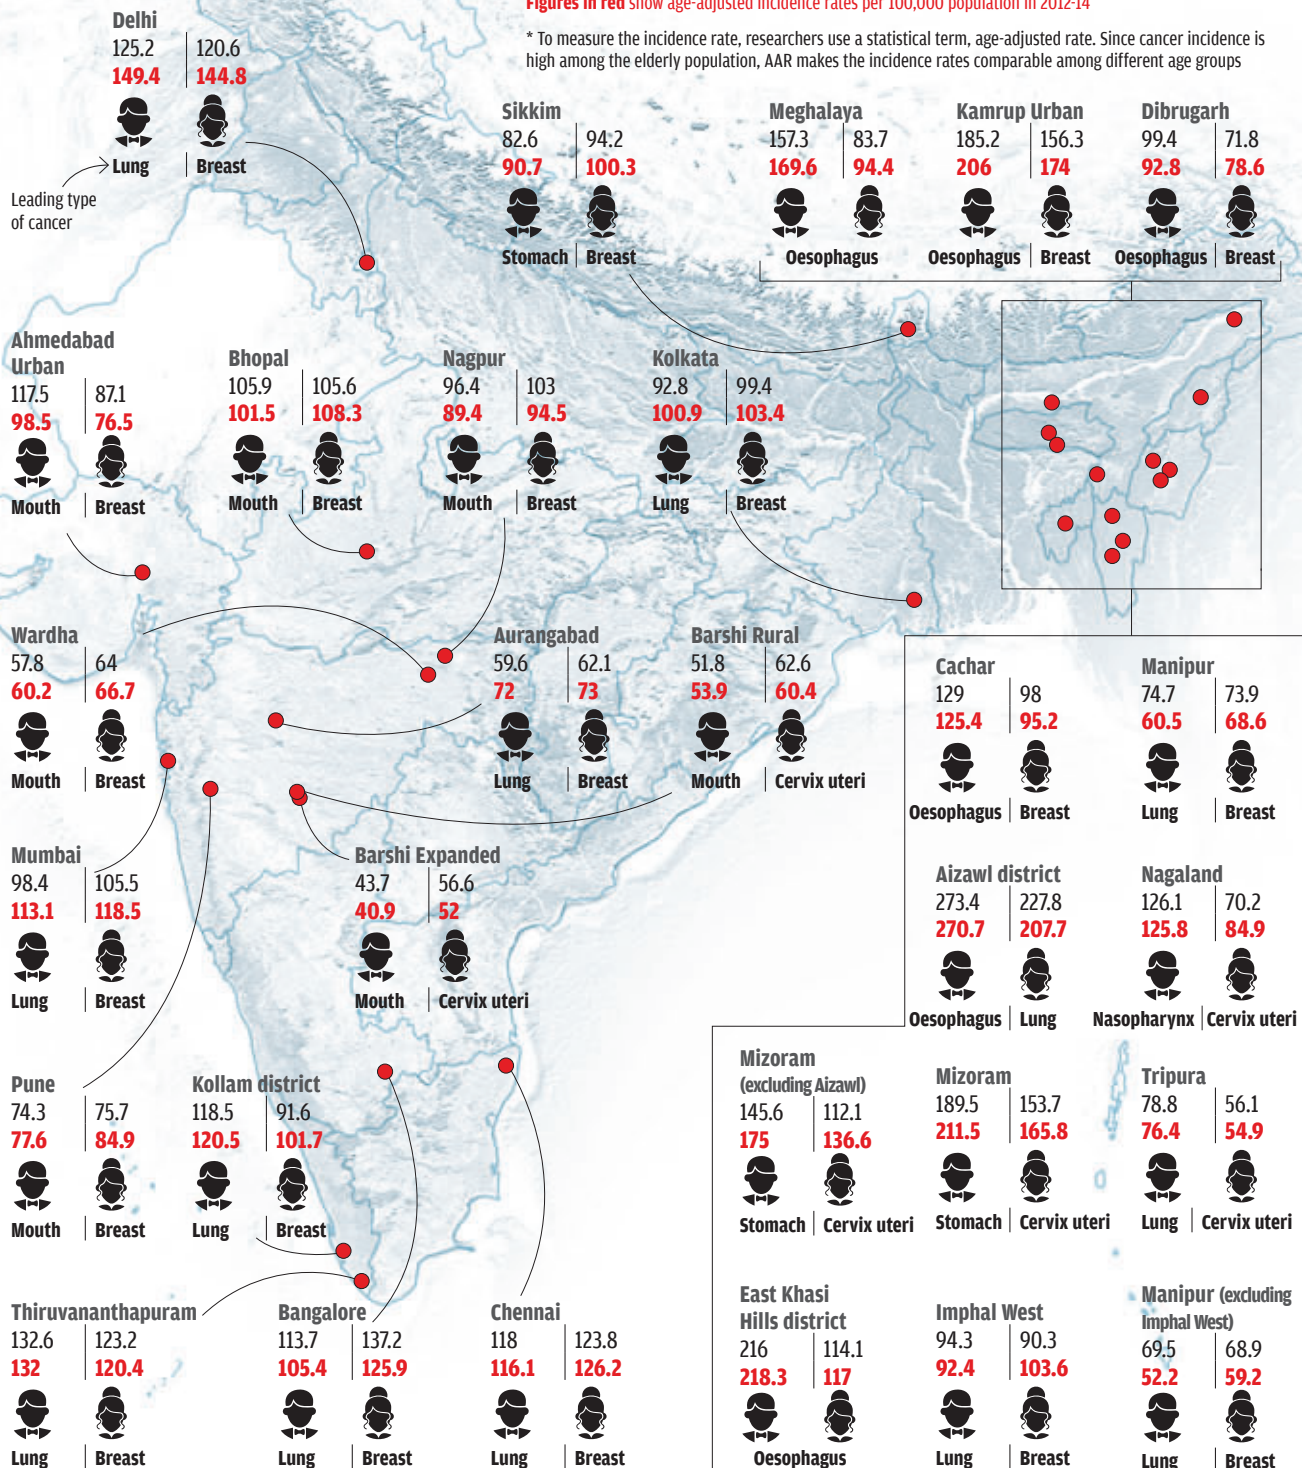 Figures in red show age-adjusted incidence rates per 100,000 population in 2012-14
* To measure the incidence rate, researchers use a statistical term, age-adjusted rate. Since cancer incidence is
high among the elderly population, AAR makes the incidence rates comparable among different age groups
Delhi
125.2 120.6
149.4 144.8
Lung Breast
Leading type
of cancer
Sikkim
82.6 94.2
90.7 100.3
Stomach Breast
Meghalaya
157.3 83.7
169.6 94.4
Oesophagus
Kamrup Urban
185.2 156.3
206 174
Oesophagus Breast
Dibrugarh
99.4 71.8
92.8 78.6
Oesophagus Breast
Ahmedabad
Urban
117.5 87.1
98.5 76.5
Mouth Breast
Bhopal
105.9 105.6
101.5 108.3
Mouth Breast
Nagpur
96.4 103
89.4 94.5
Mouth Breast
Kolkata
92.8 99.4
100.9 103.4
Lung Breast
Wardha
57.8 64
60.2 66.7
Mouth Breast
Aurangabad
59.6 62.1
72 73
Lung Breast
Barshi Rural
51.8 62.6
53.9 60.4
Mouth Cervix uteri
Cachar
129 98
125.4 95.2
Oesophagus Breast
Manipur
74.7 73.9
60.5 68.6
Lung Breast
Mumbai
98.4 105.5
113.1 118.5
Lung Breast
Barshi Expanded
43.7 56.6
40.9 52
Mouth Cervix uteri
Aizawl district
273.4 227.8
270.7 207.7
Oesophagus Lung
Nagaland
126.1 70.2
125.8 84.9
Nasopharynx Cervix uteri
Pune
74.3 75.7
77.6 84.9
Mouth Breast
Kollam district
118.5 91.6
120.5 101.7
Lung Breast
Mizoram
(excluding Aizawl)
145.6 112.1
175 136.6
Stomach Cervix uteri
Mizoram
189.5 153.7
211.5 165.8
Stomach Cervix uteri
Tripura
78.8 56.1
76.4 54.9
Lung Cervix uteri
Thiruvananthapuram
132.6 123.2
132 120.4
Lung Breast
Bangalore
113.7 137.2
105.4 125.9
Lung Breast
Chennai
118 123.8
116.1 126.2
Lung Breast
East Khasi
Hills district
216 114.1
218.3 117
Oesophagus
Imphal West
94.3 90.3
92.4 103.6
Lung Breast
Manipur (excluding
Imphal West)
69.5 68.9
52.2 59.2
Lung Breast